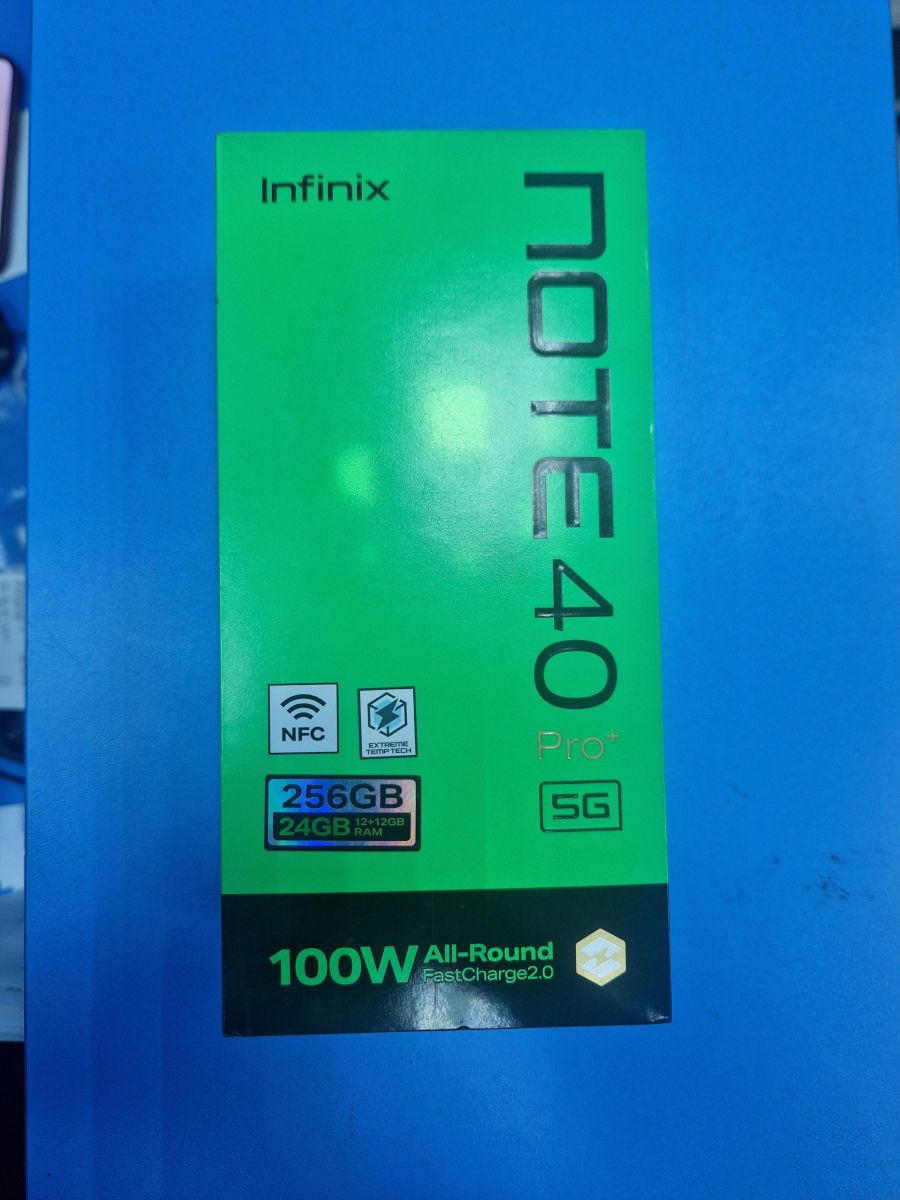 Infinix
NOTE 40
Pro+
5G
NFC
EXTREME
TEMP TECH
256GB
24GB 12+12GB
RAM
100W All-Round
FastCharge2.0